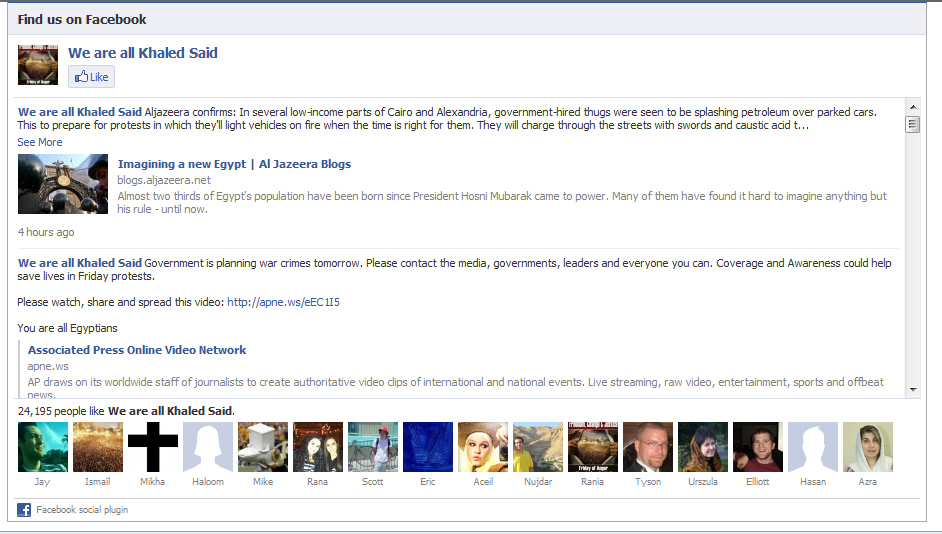 Find us on Facebook
We are all Khaled Said
Like
We are all Khaled Said Aljazeera confirms: In several low-income parts of Cairo and Alexandria, government-hired thugs were seen to be splashing petroleum over parked cars.
This to prepare for protests in which they'll light vehicles on fire when the time is right for them. They will charge through the streets with swords and caustic acid t...
See More
Imagining a new Egypt | Al Jazeera Blogs
blogs.aljazeera.net
Almost two thirds of Egypt's population have been born since President Hosni Mubarak came to power. Many of them have found it hard to imagine anything but
his rule - until now.
4 hours ago
We are all Khaled Said Government is planning war crimes tomorrow. Please contact the media, governments, leaders and everyone you can. Coverage and Awareness could help
save lives in Friday protests.
Please watch, share and spread this video: http://apne.ws/eEC1I5
You are all Egyptians
Associated Press Online Video Network
apne.ws
AP draws on its worldwide staff of journalists to create authoritative video clips of international and national events. Live streaming, raw video, entertainment, sports and offbeat
news.
24,195 people like We are all Khaled Said.
Friday of Anger
Jay Ismail Mikha Haloom Mike Rana Scott Eric Aceil Nujdar Rania Tyson Urszula Elliott Hasan Azra
Facebook social plugin